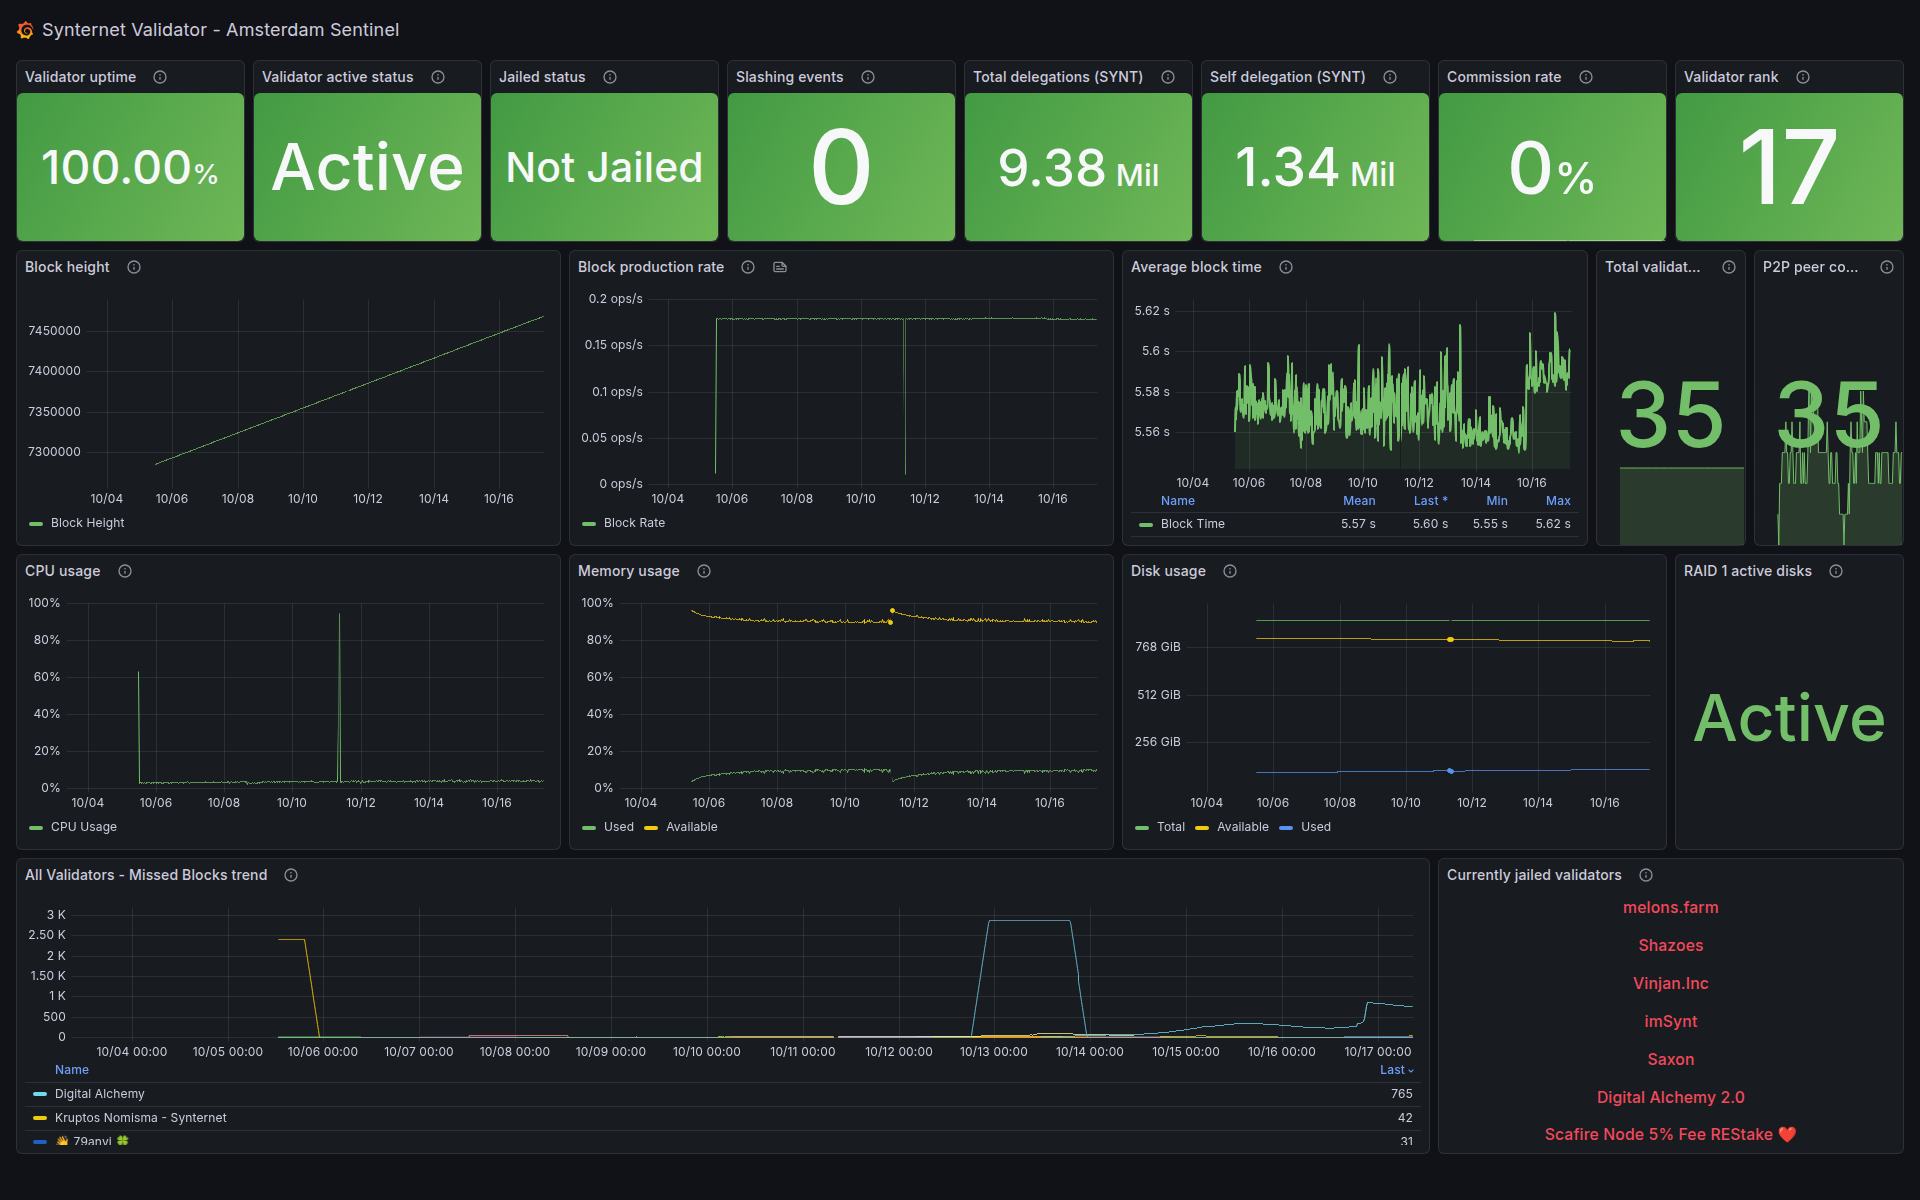 Synternet Validator - Amsterdam Sentinel
Validator uptime
Validator active status
Jailed status
Slashing events
Total delegations (SYNT)
Self delegation (SYNT)
Commission rate
Validator rank
100.00%
Active
Not Jailed
0
9.38 Mil
1.34 Mil
0%
17
Block height
7450000
7400000
7350000
7300000
10/04 10/06 10/08 10/10 10/12 10/14 10/16
Block Height
Block production rate
0.2 ops/s
0.15 ops/s
0.1 ops/s
0.05 ops/s
0 ops/s
10/04 10/06 10/08 10/10 10/12 10/14 10/16
Block Rate
Average block time
5.62 s
5.6 s
5.58 s
5.56 s
10/04 10/06 10/08 10/10 10/12 10/14 10/16
Name Mean Last * Min Max
Block Time 5.57 s 5.60 s 5.55 s 5.62 s
Total validat...
35
P2P peer co...
35
CPU usage
100%
80%
60%
40%
20%
0%
10/04 10/06 10/08 10/10 10/12 10/14 10/16
CPU Usage
Memory usage
100%
80%
60%
40%
20%
0%
10/04 10/06 10/08 10/10 10/12 10/14 10/16
Used Available
Disk usage
768 GiB
512 GiB
256 GiB
10/04 10/06 10/08 10/10 10/12 10/14 10/16
Total Available Used
RAID 1 active disks
Active
All Validators - Missed Blocks trend
3 K
2.50 K
2 K
1.50 K
1 K
500
0
10/04 00:00 10/05 00:00 10/06 00:00 10/07 00:00 10/08 00:00 10/09 00:00 10/10 00:00 10/11 00:00 10/12 00:00 10/13 00:00 10/14 00:00 10/15 00:00 10/16 00:00 10/17 00:00
Name Last
Digital Alchemy 765
Kruptos Nomisma - Synternet 42
👋 79anvi 🍀 31
Currently jailed validators
melons.farm
Shazoes
Vinjan.Inc
imSynt
Saxon
Digital Alchemy 2.0
Scafire Node 5% Fee REStake ❤️